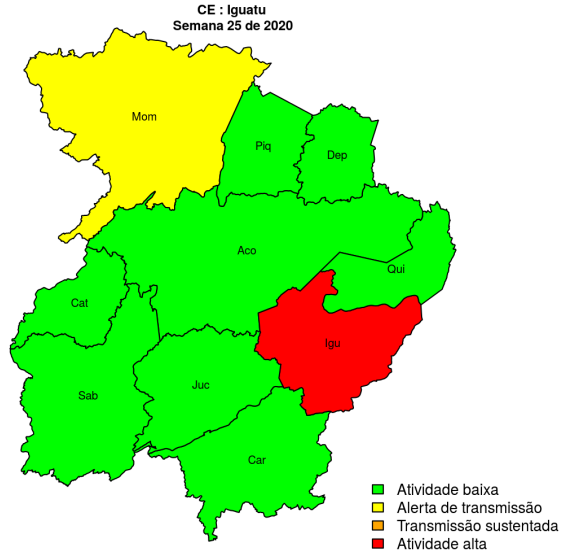 CE : Iguatu
Semana 25 de 2020
Mom
Piq
Dep
Aco
Qui
Cat
Igu
Sab
Juc
Car
Atividade baixa
Alerta de transmissão
Transmissão sustentada
Atividade alta